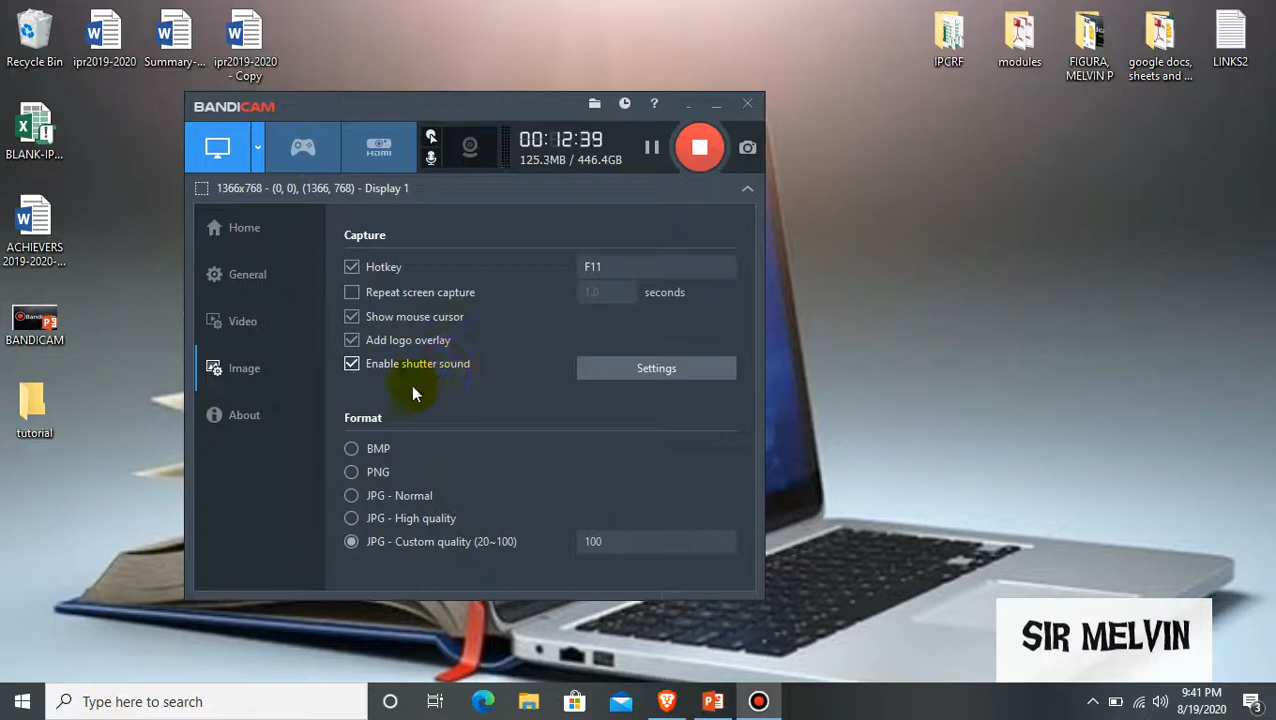 Recycle Bin
ipr2019-2020
Summary-...
ipr2019-2020
- Copy
IPCRF
modules
FIGURA,
MELVIN P
google docs,
sheets and ...
LINKS2
BLANK-IP...
ACHIEVERS
2019-2020-...
BANDICAM
tutorial
BANDICAM
?
HDMI
00:12:39
125.3MB / 446.4GB
1366x768 - (0, 0), (1366, 768) - Display 1
Home
General
Video
Image
About
Capture
Hotkey
F11
Repeat screen capture
1.0
seconds
Show mouse cursor
Add logo overlay
Enable shutter sound
Settings
Format
BMP
PNG
JPG - Normal
JPG - High quality
JPG - Custom quality (20~100)
100
SIR MELVIN
Type here to search
9:41 PM
8/19/2020
3